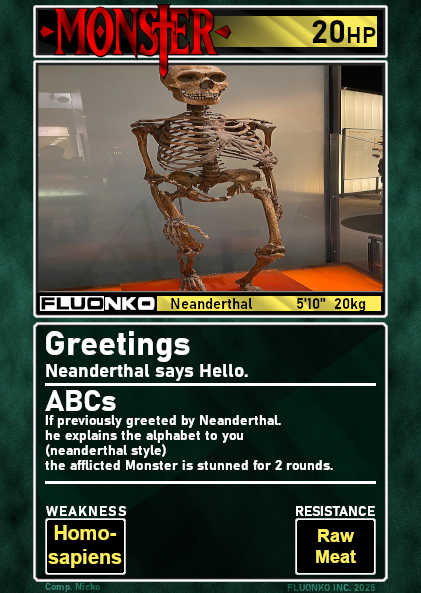 MONSTER
20HP
FLUONKO Neanderthal 5'10" 20kg
Greetings
Neanderthal says Hello.
ABCs
If previously greeted by Neanderthal.
he explains the alphabet to you
(neanderthal style)
the afflicted Monster is stunned for 2 rounds.
WEAKNESS
Homo-
sapiens
RESISTANCE
Raw
Meat
Comp. Nicko FLUONKO INC. 2025